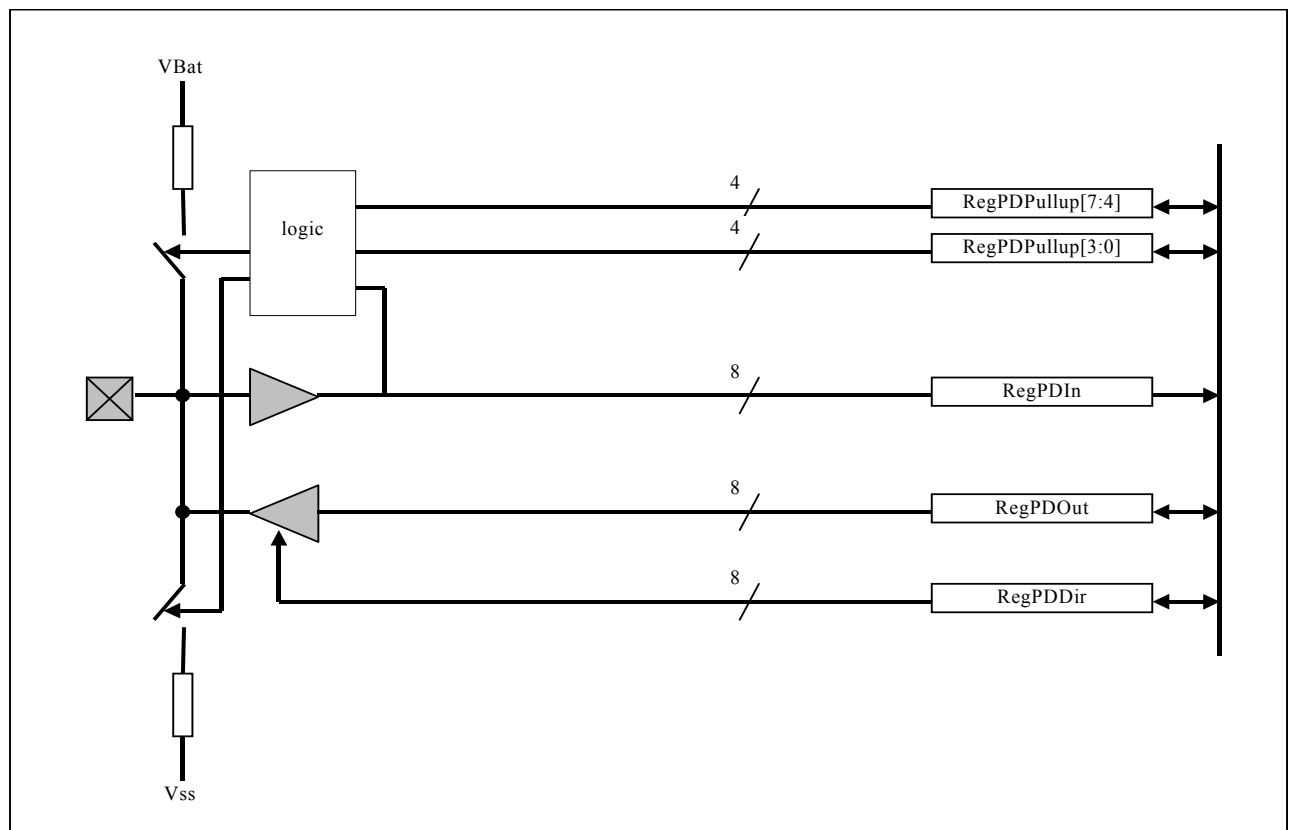 VBat
4
RegPDPullup[7:4]
logic
4
RegPDPullup[3:0]
8
RegPDIn
8
RegPDOut
8
RegPDDir
Vss